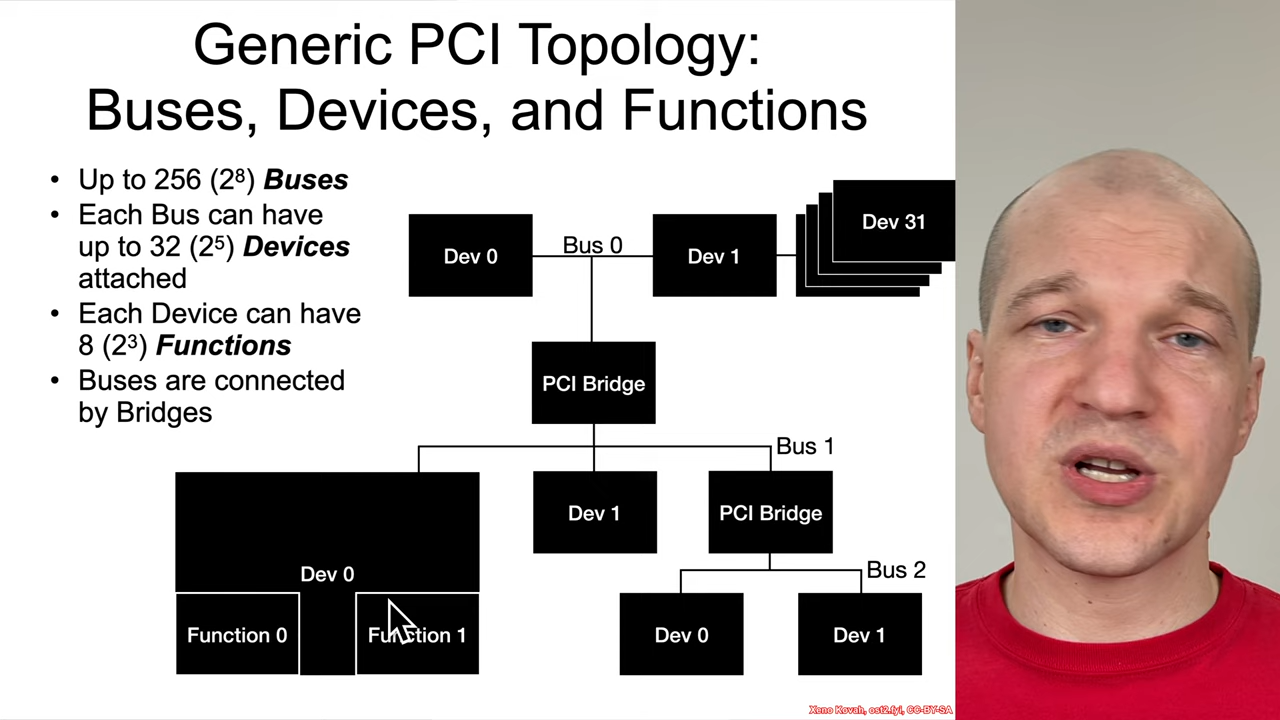 Generic PCI Topology:
Buses, Devices, and Functions
• Up to 256 (2⁸) Buses
• Each Bus can have
up to 32 (2⁵) Devices
attached
• Each Device can have
8 (2³) Functions
• Buses are connected
by Bridges
Dev 0
Bus 0
Dev 1
Dev 31
PCI Bridge
Bus 1
Dev 0
Function 0
Function 1
Dev 1
PCI Bridge
Bus 2
Dev 0
Dev 1
Xeno Kovah, ost2.fyi, CC-BY-SA